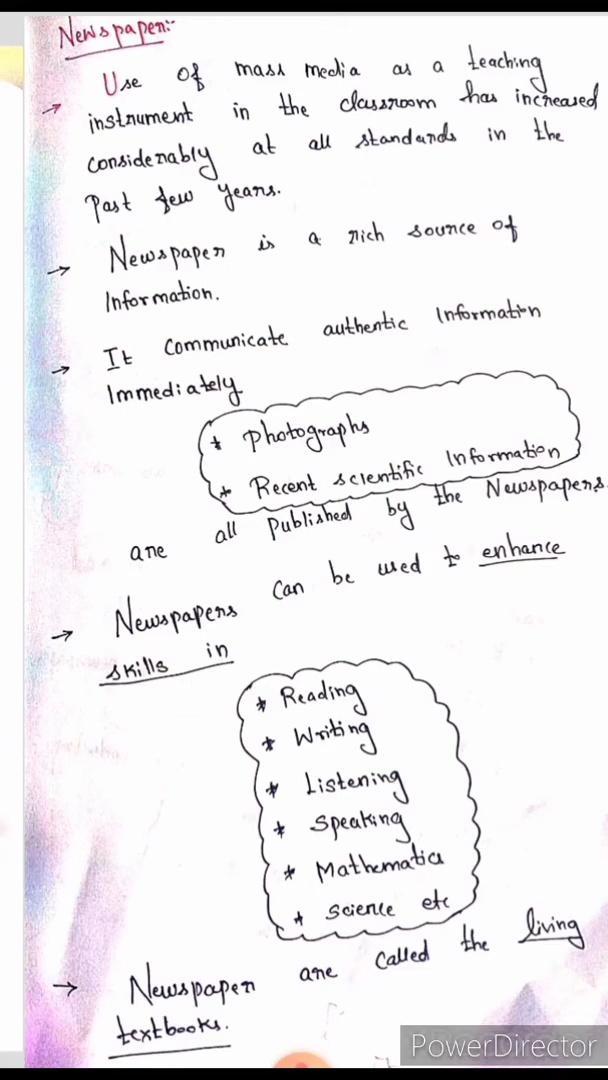 Newspaper:-
→ Use of mass media as a teaching
instrument in the classroom has increased
considerably at all standards in the
Past few years.
→ Newspaper is a rich source of
Information.
→ It communicate authentic Information
Immediately
* Photographs
* Recent scientific Information
are all published by the Newspapers.
→ Newspapers can be used to enhance
skills in
* Reading
* Writing
* Listening
* Speaking
* Mathematics
* Science etc
→ Newspaper are called the living
textbooks.
PowerDirector